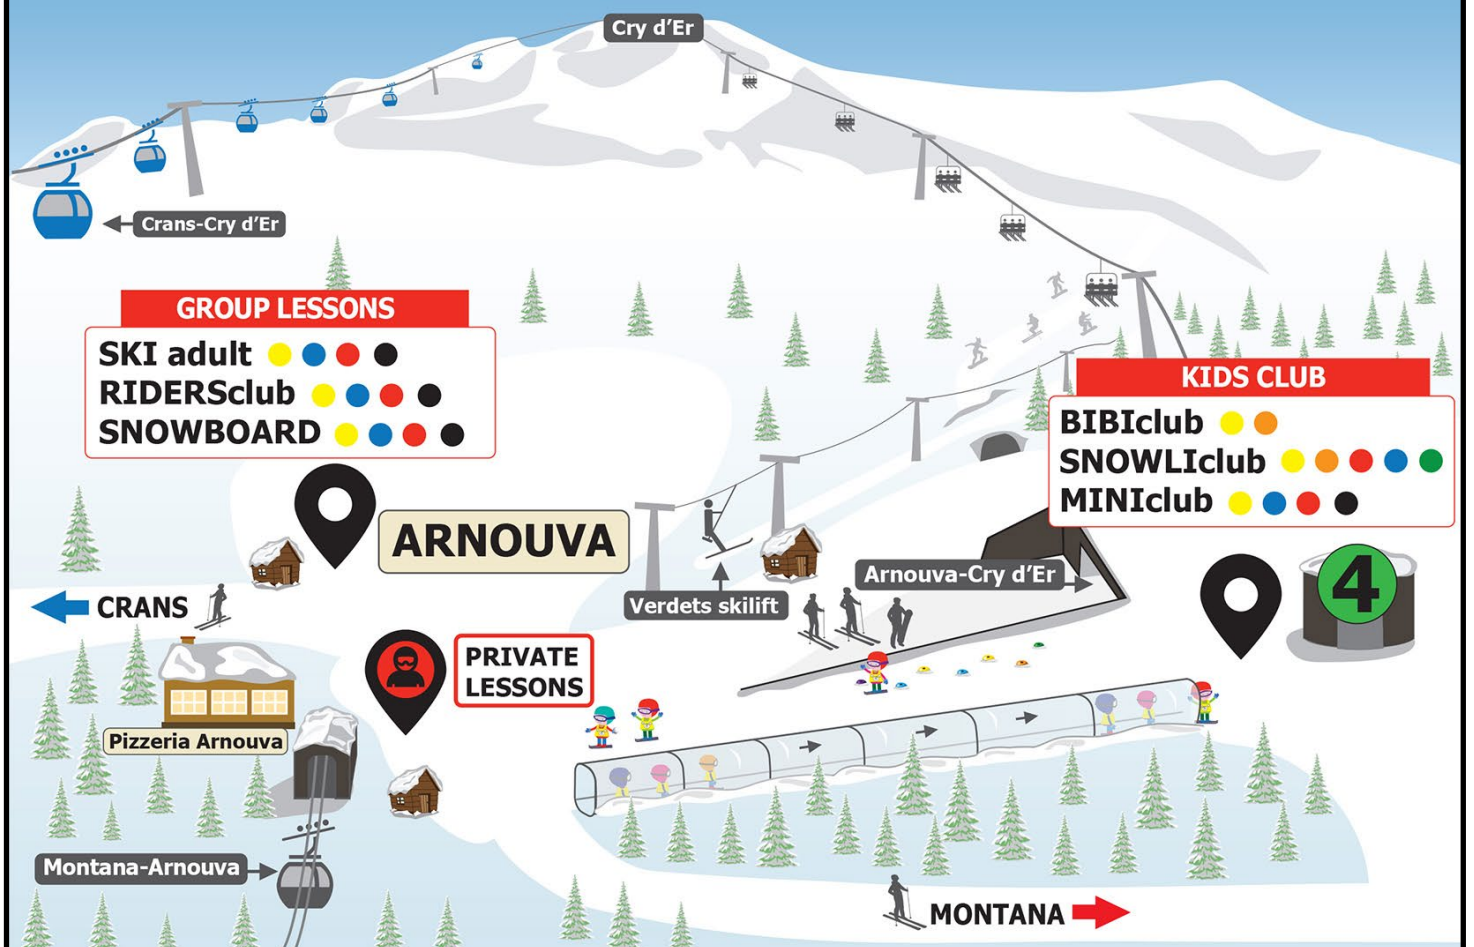 Cry d'Er
Crans-Cry d'Er
GROUP LESSONS
SKI adult
RIDERSclub
SNOWBOARD
KIDS CLUB
BIBIclub
SNOWLIclub
MINIclub
ARNOUVA
Arnouva-Cry d'Er
4
Verdets skilift
CRANS
PRIVATE
LESSONS
Pizzeria Arnouva
Montana-Arnouva
MONTANA